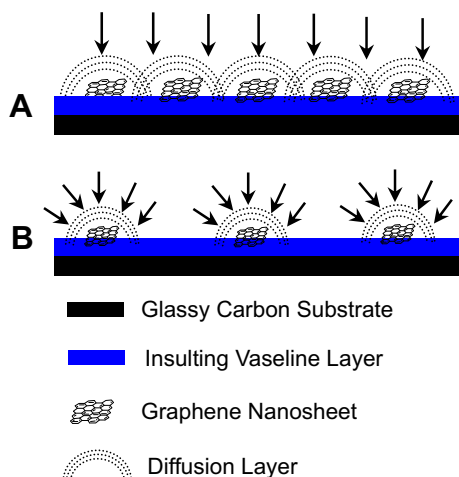 A
B
Glassy Carbon Substrate
Insulting Vaseline Layer
Graphene Nanosheet
Diffusion Layer